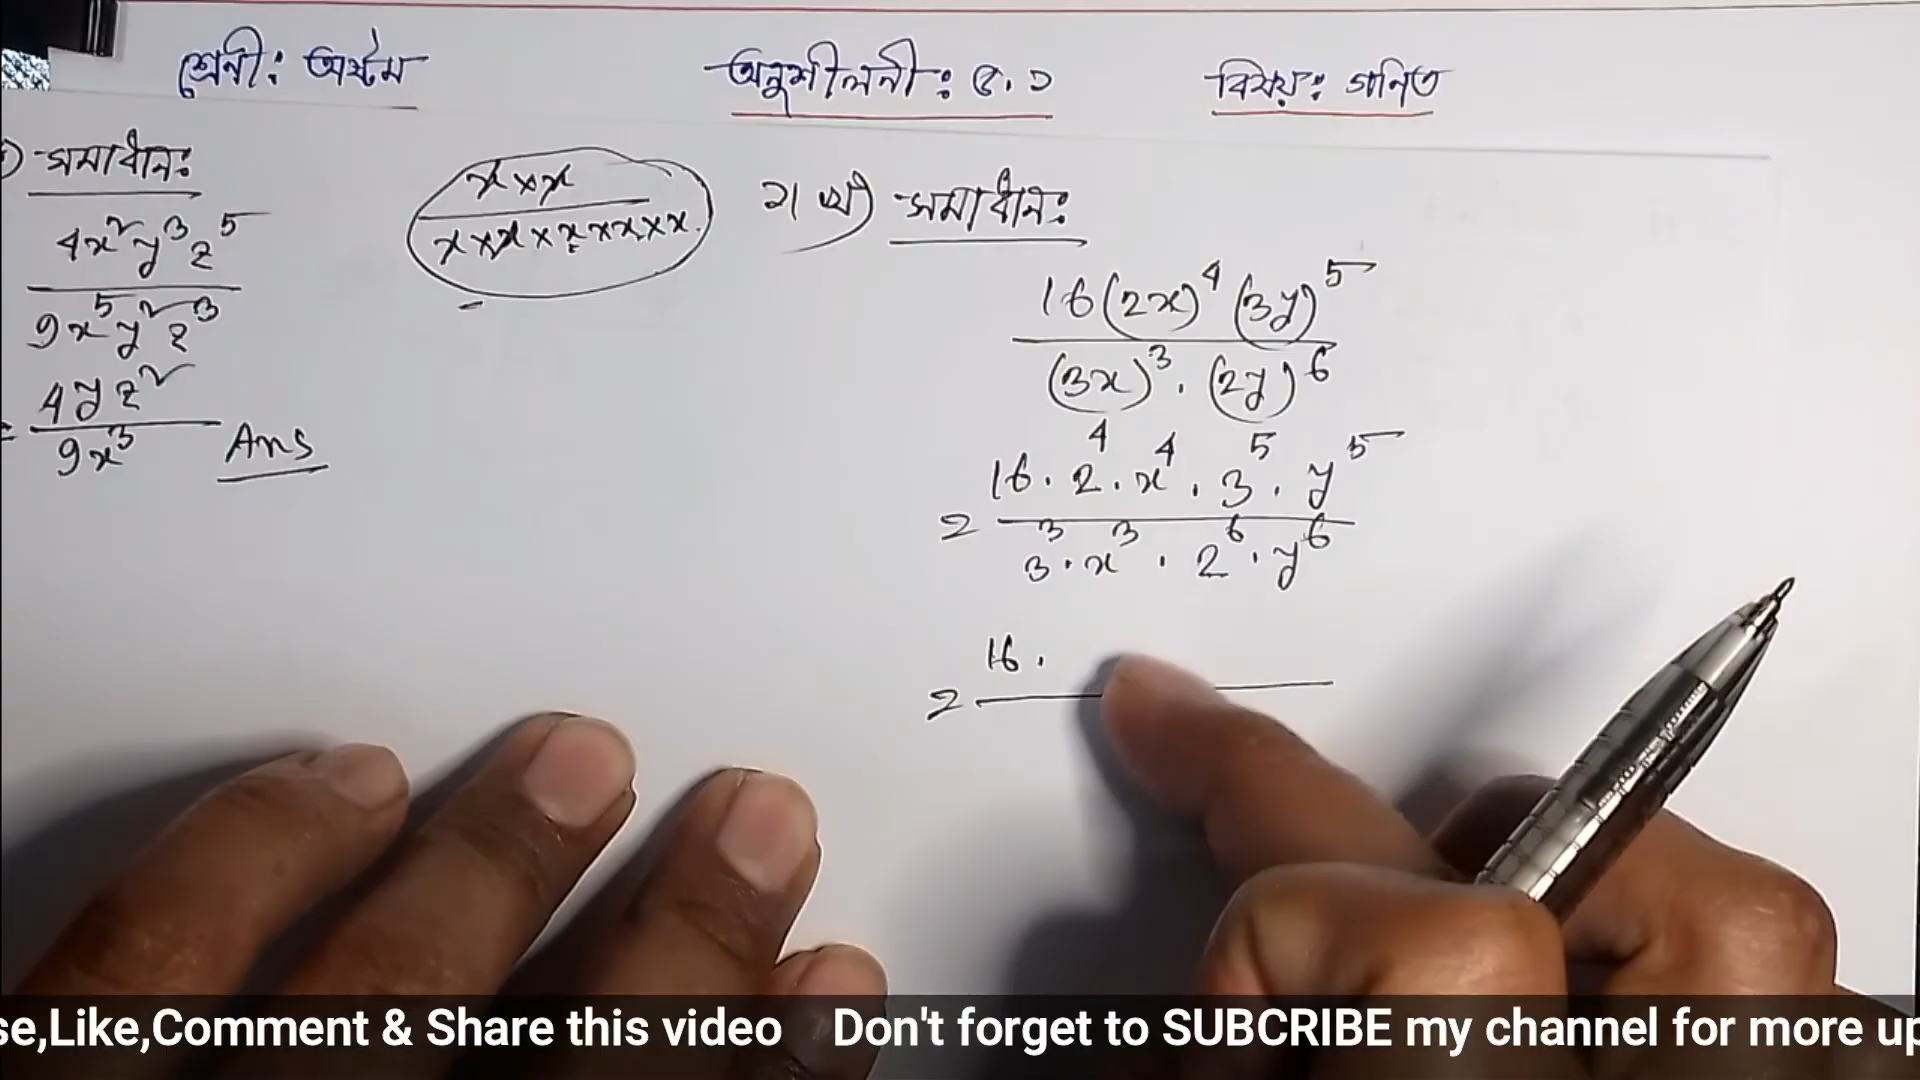 শ্রেনী: অষ্টম
অনুশীলনী: ৫.১
বিষয়: গনিত
সমাধান:
4x²y³z⁵
9x⁵y²z³
= 4yz²
9x³
Ans
x×x
x×x×x×x×x.
২। খ) সমাধান:
16(2x)⁴(3y)⁵
(3x)³.(2y)⁶
= 16.2⁴.x⁴.3⁵.y⁵
3³.x³.2⁶.y⁶
= 16.
se,Like,Comment & Share this video Don't forget to SUBCRIBE my channel for more up